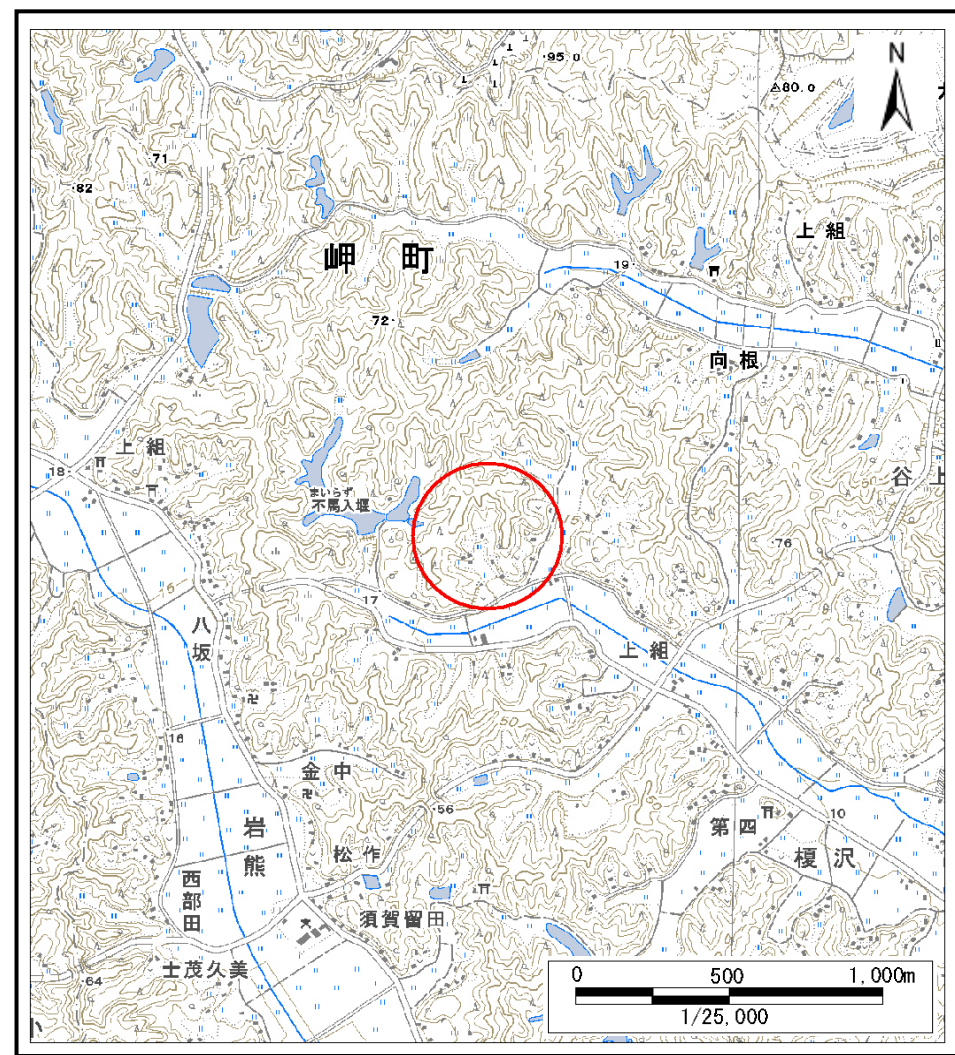 95.0
80.0
N
71
82
上組
岬町
19
72
向根
上組
18
谷上
まいらず
不馬入堰
76
17
八坂
上組
50
16
金中
56
岩熊
第四
10
松作
榎沢
西部田
須賀留田
士茂久美
64
0 500 1,000m
1/25,000